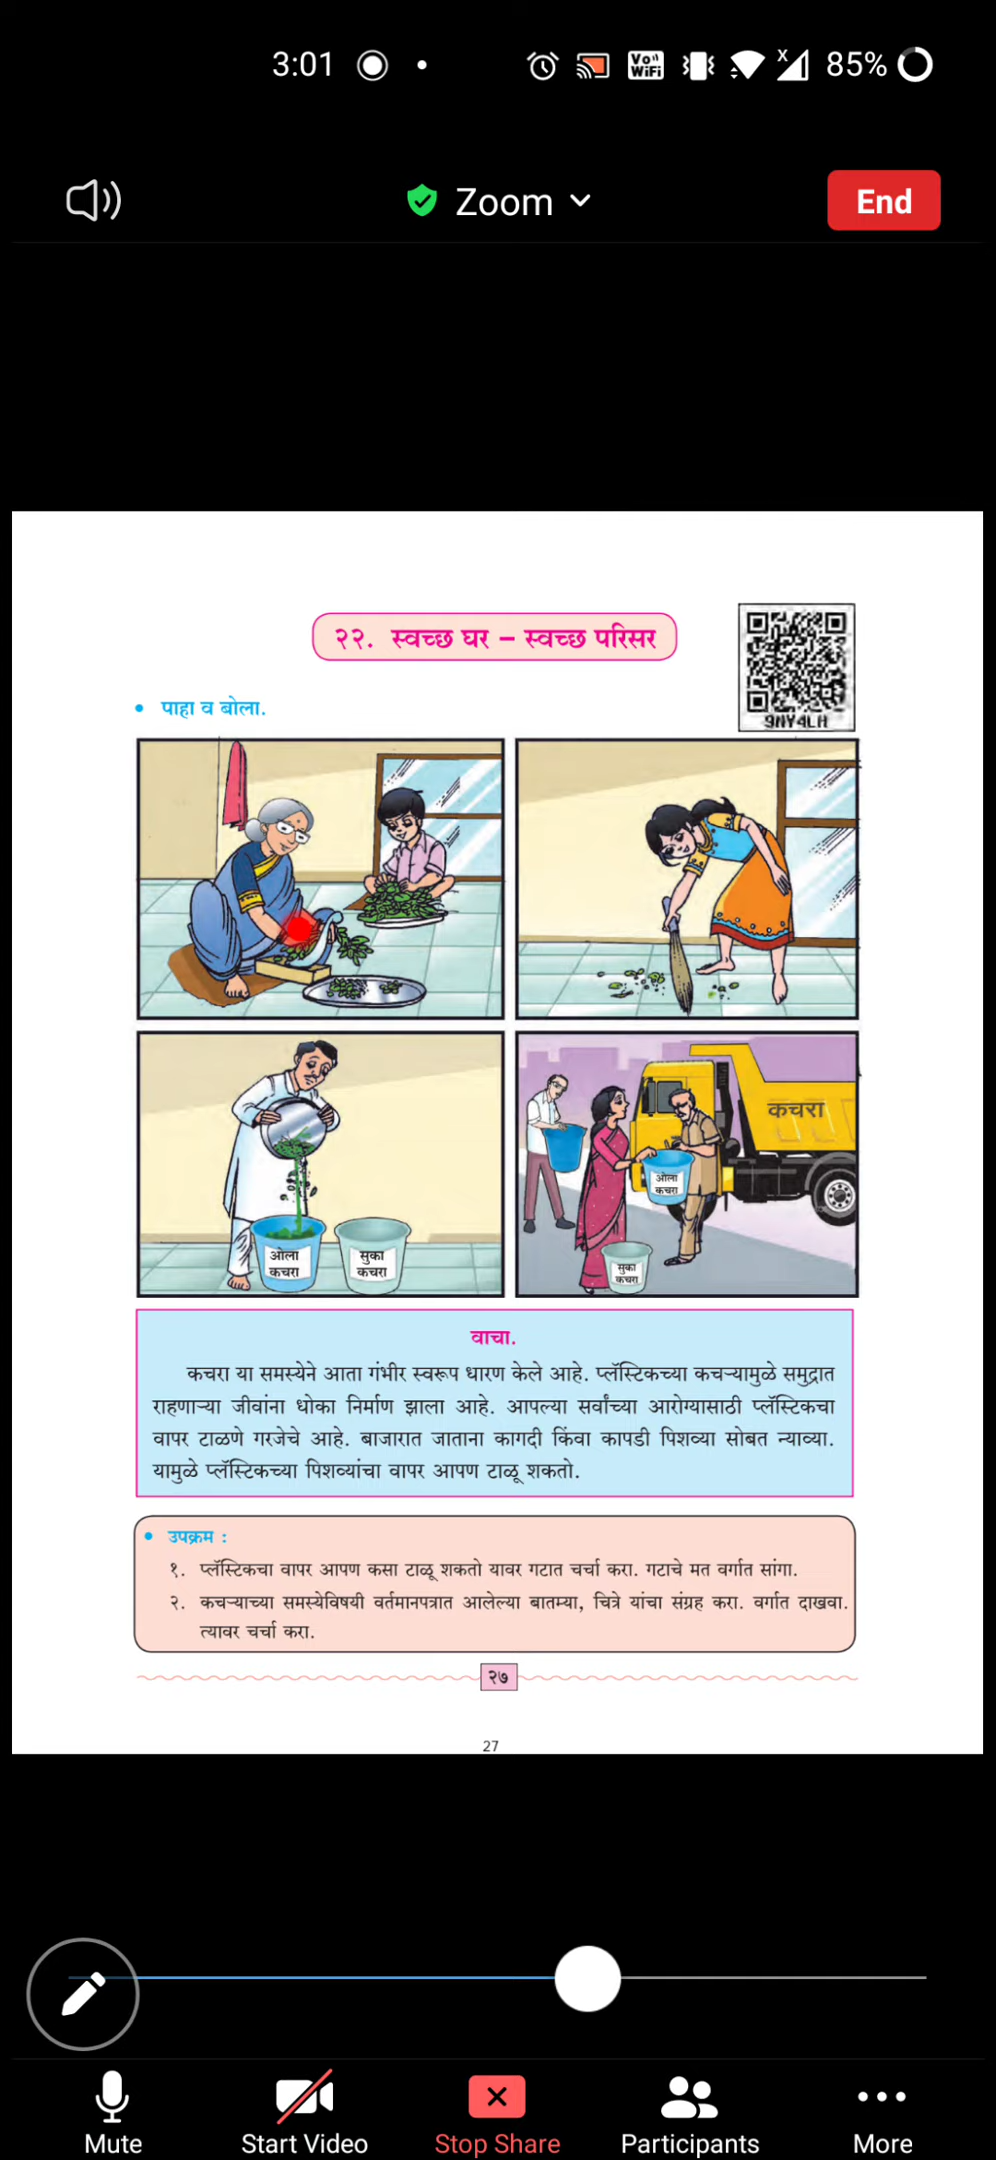 3:01
Vo
WiFi
x
85%
Zoom
End
२२. स्वच्छ घर – स्वच्छ परिसर
9NY4LH
• पाहा व बोला.
कचरा
ओला
कचरा
ओला
कचरा
सुका
कचरा
सुका
कचरा
वाचा.
कचरा या समस्येने आता गंभीर स्वरूप धारण केले आहे. प्लॅस्टिकच्या कचऱ्यामुळे समुद्रात
राहणाऱ्या जीवांना धोका निर्माण झाला आहे. आपल्या सर्वांच्या आरोग्यासाठी प्लॅस्टिकचा
वापर टाळणे गरजेचे आहे. बाजारात जाताना कागदी किंवा कापडी पिशव्या सोबत न्याव्या.
यामुळे प्लॅस्टिकच्या पिशव्यांचा वापर आपण टाळू शकतो.
• उपक्रम :
१. प्लॅस्टिकचा वापर आपण कसा टाळू शकतो यावर गटात चर्चा करा. गटाचे मत वर्गात सांगा.
२. कचऱ्याच्या समस्येविषयी वर्तमानपत्रात आलेल्या बातम्या, चित्रे यांचा संग्रह करा. वर्गात दाखवा.
त्यावर चर्चा करा.
२७
27
Mute
Start Video
Stop Share
Participants
More